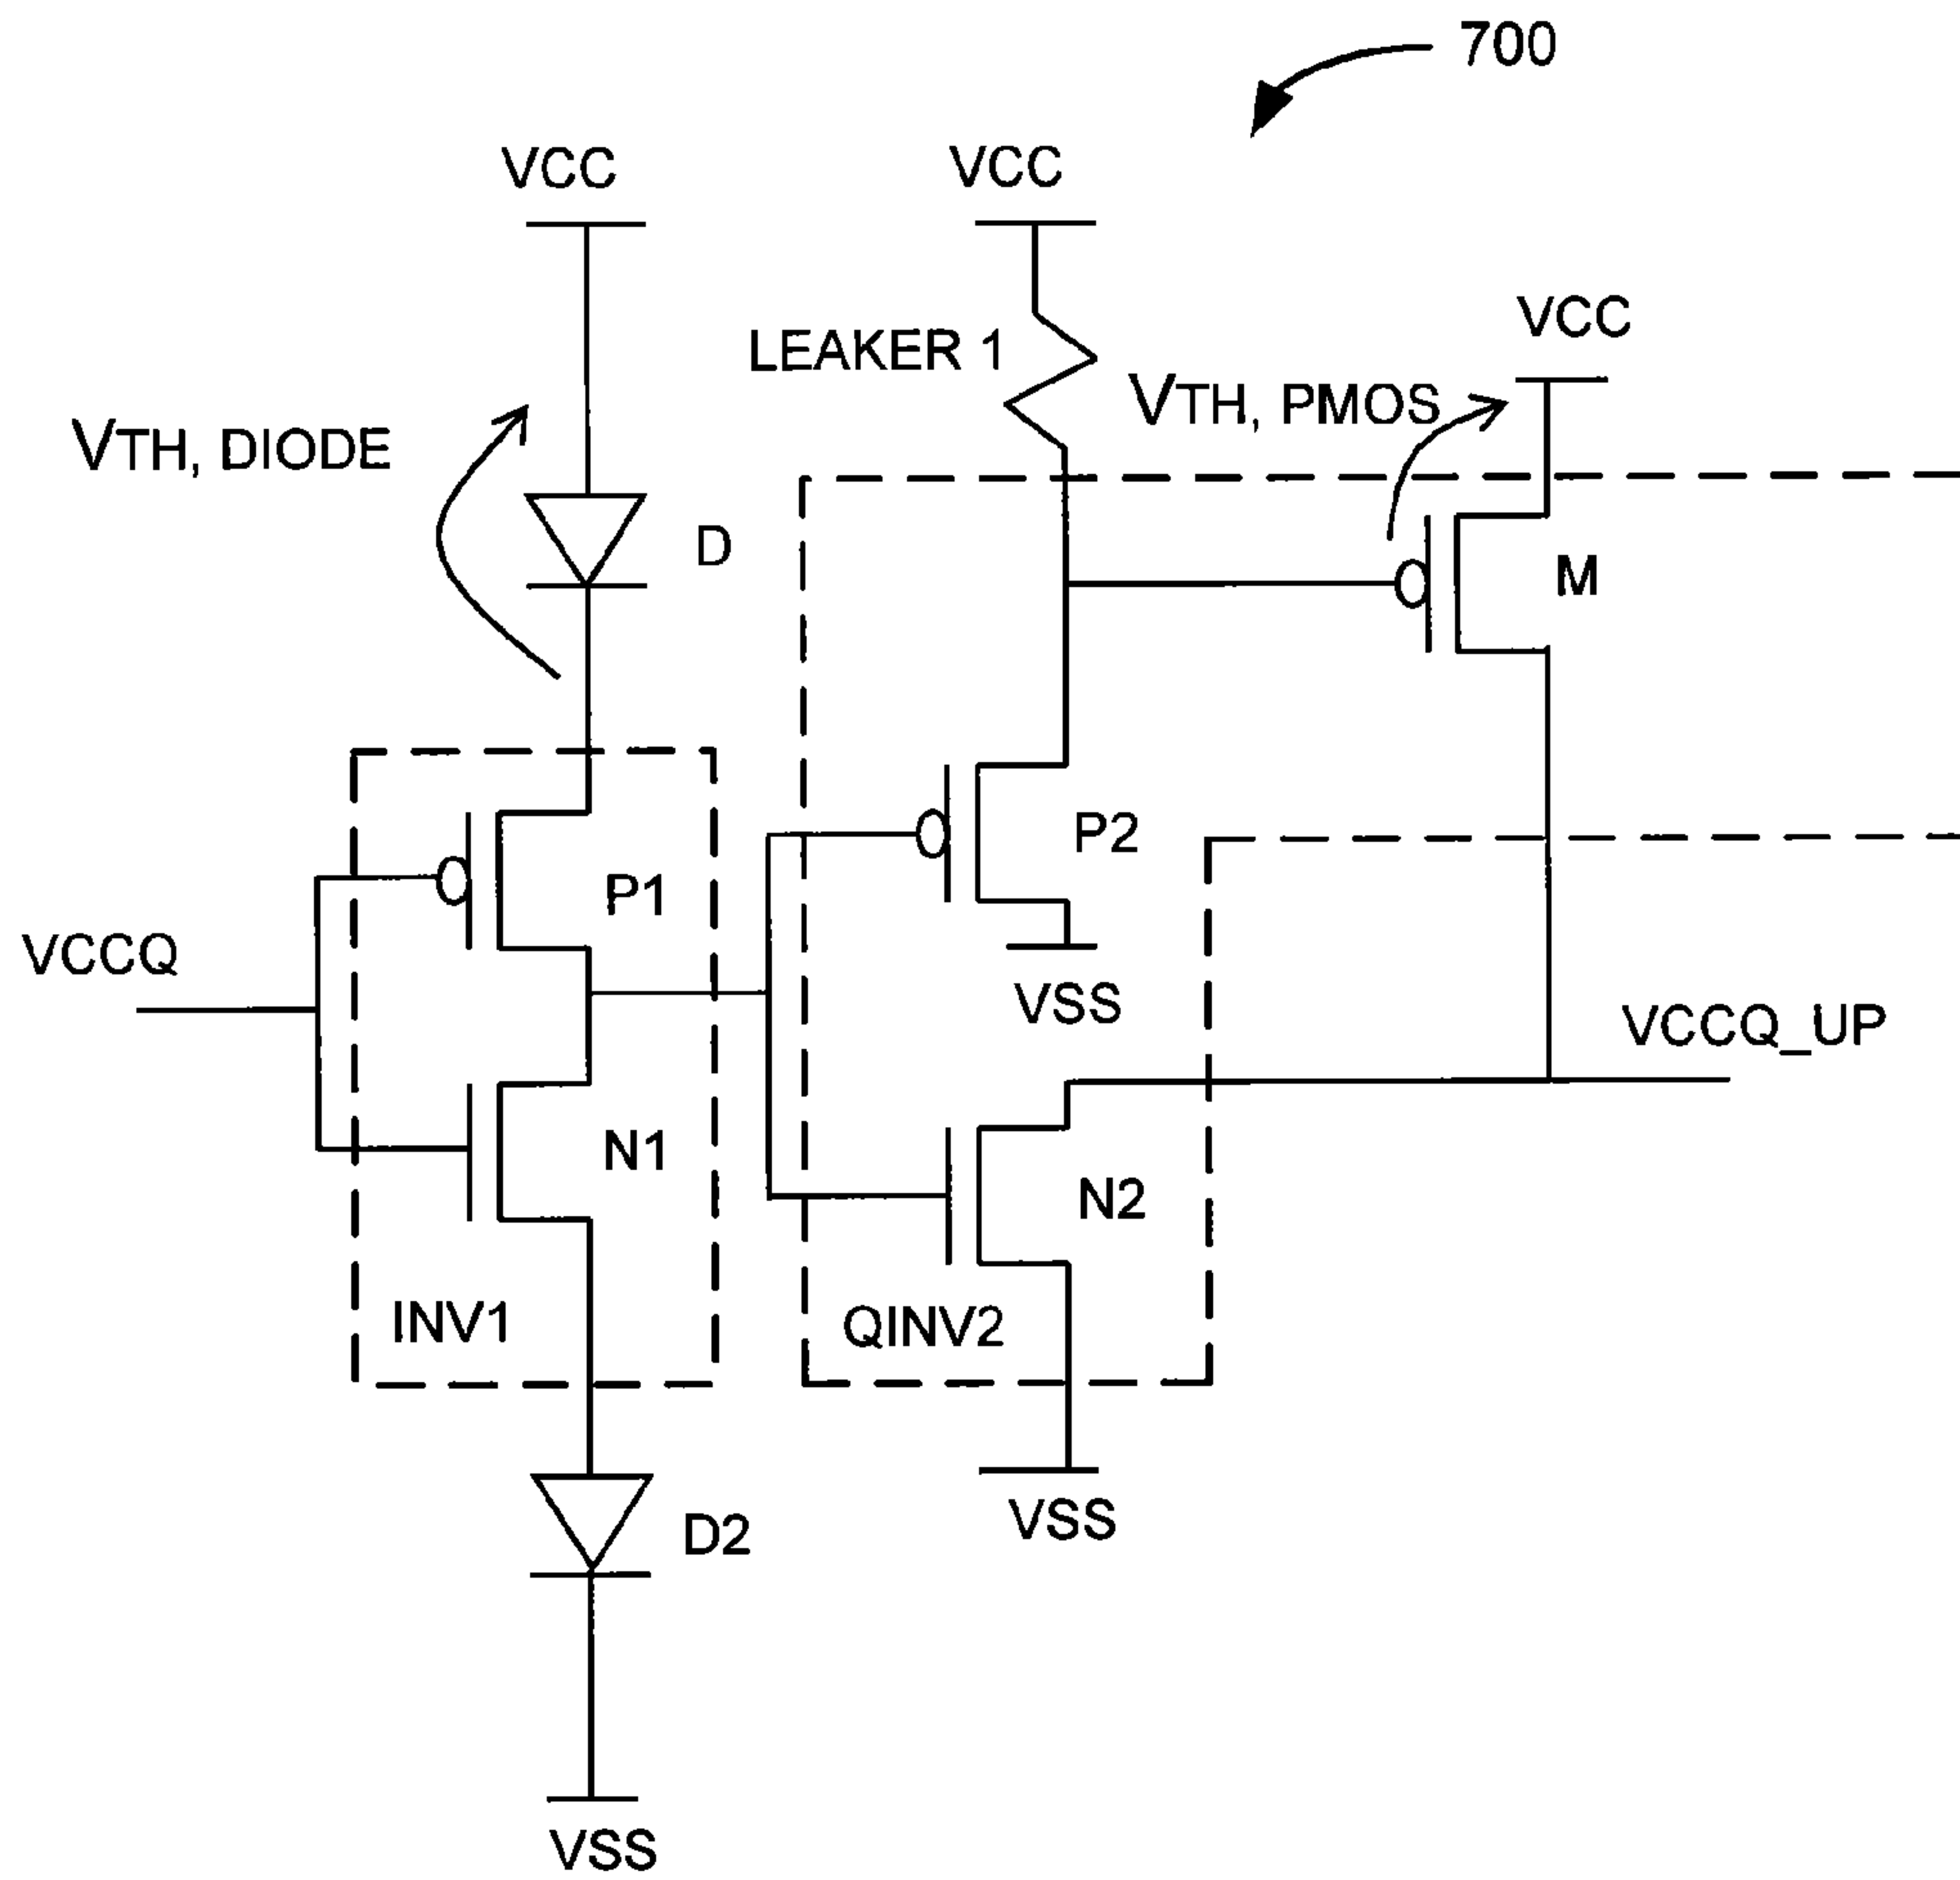 700
VCC
VCC
VCC
LEAKER 1
VTH, PMOS
VTH, DIODE
D
M
P2
P1
VCCQ
VSS
VCCQ_UP
N1
N2
INV1
QINV2
VSS
D2
VSS